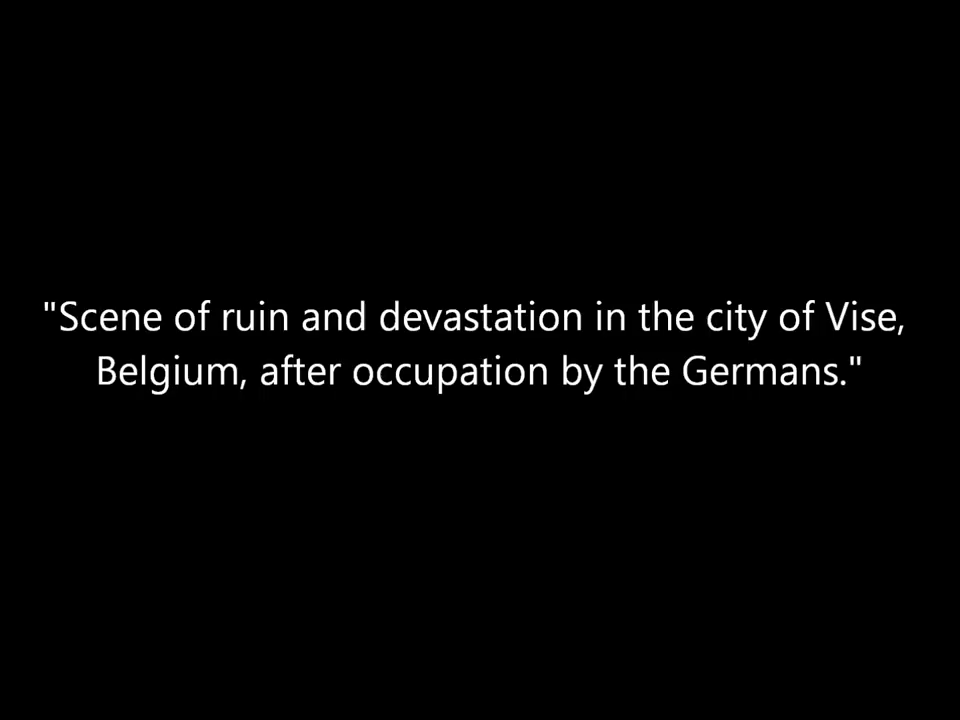 "Scene of ruin and devastation in the city of Vise,
Belgium, after occupation by the Germans."